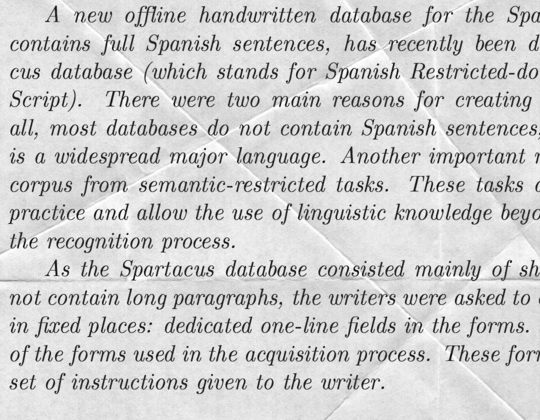 A new offline handwritten database for the Spa
contains full Spanish sentences, has recently been d
cus database (which stands for Spanish Restricted-do
Script). There were two main reasons for creating
all, most databases do not contain Spanish sentences,
is a widespread major language. Another important r
corpus from semantic-restricted tasks. These tasks a
practice and allow the use of linguistic knowledge beyo
the recognition process.
As the Spartacus database consisted mainly of sh
not contain long paragraphs, the writers were asked to
in fixed places: dedicated one-line fields in the forms.
of the forms used in the acquisition process. These for
set of instructions given to the writer.